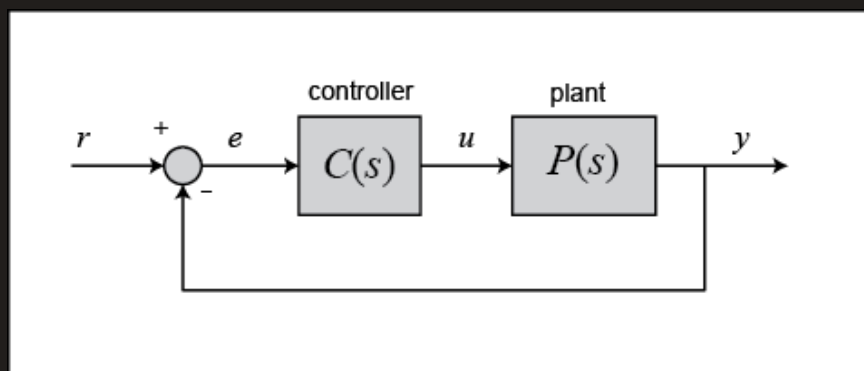 controller
plant
r
+
e
C(s)
u
P(s)
y
−